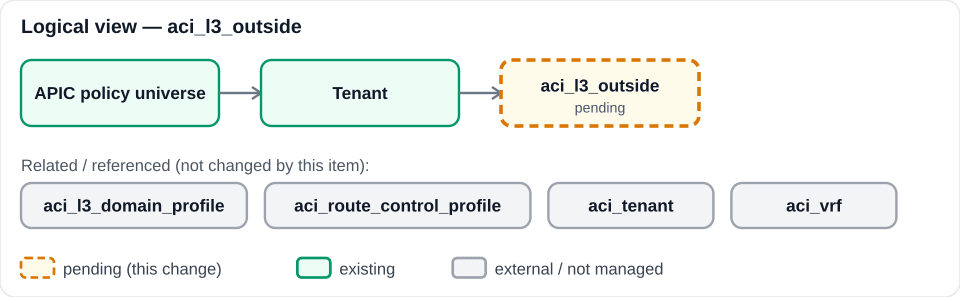 Logical view — aci_l3_outside
APIC policy universe
Tenant
aci_l3_outside
pending
Related / referenced (not changed by this item):
aci_l3_domain_profile
aci_route_control_profile
aci_tenant
aci_vrf
pending (this change)
existing
external / not managed